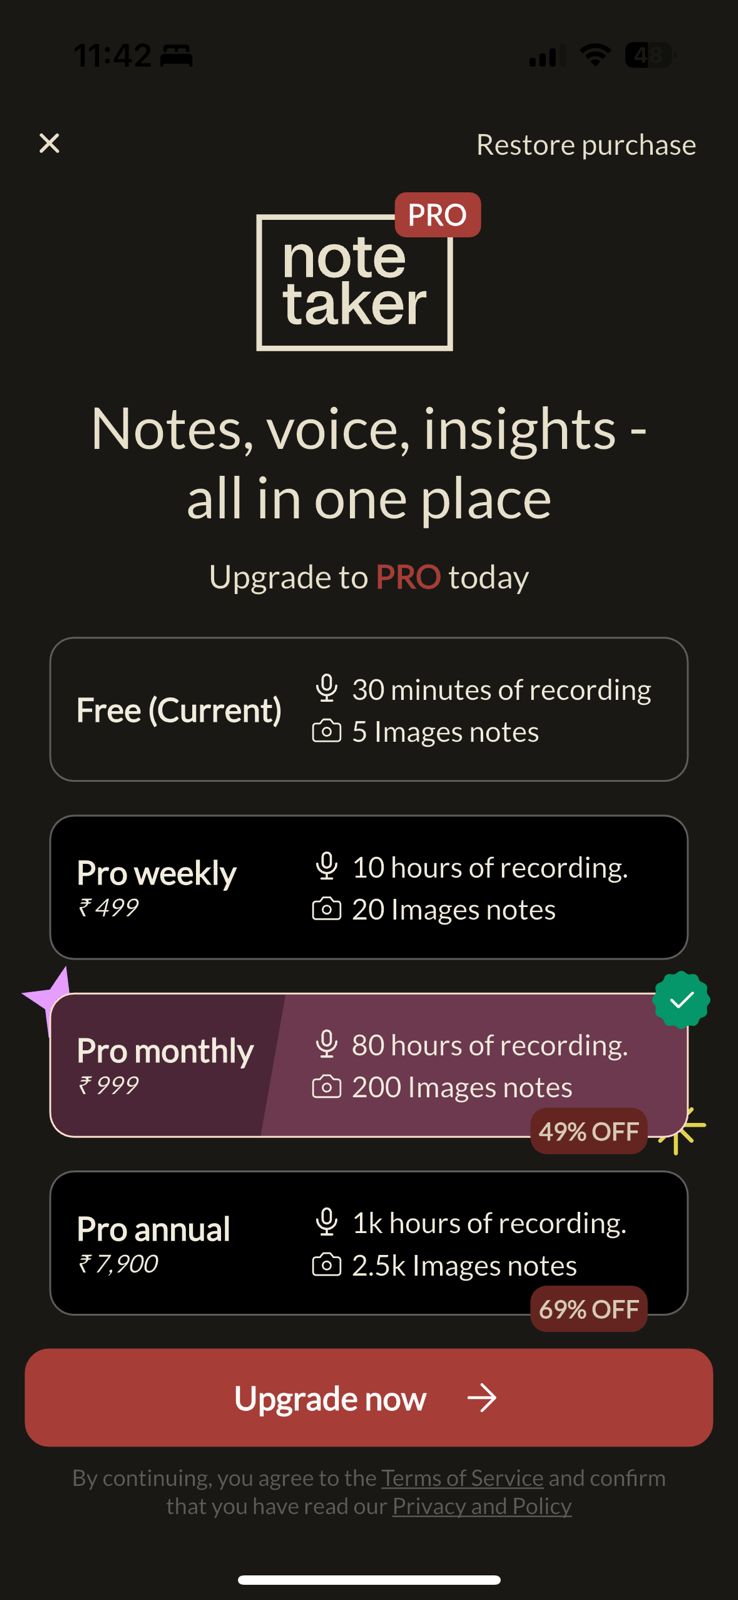 11:42
48
Restore purchase
PRO
note
taker
Notes, voice, insights -
all in one place
Upgrade to PRO today
Free (Current)
30 minutes of recording
5 Images notes
Pro weekly
₹ 499
10 hours of recording.
20 Images notes
Pro monthly
₹ 999
80 hours of recording.
200 Images notes
49% OFF
Pro annual
₹ 7,900
1k hours of recording.
2.5k Images notes
69% OFF
Upgrade now
By continuing, you agree to the Terms of Service and confirm
that you have read our Privacy and Policy